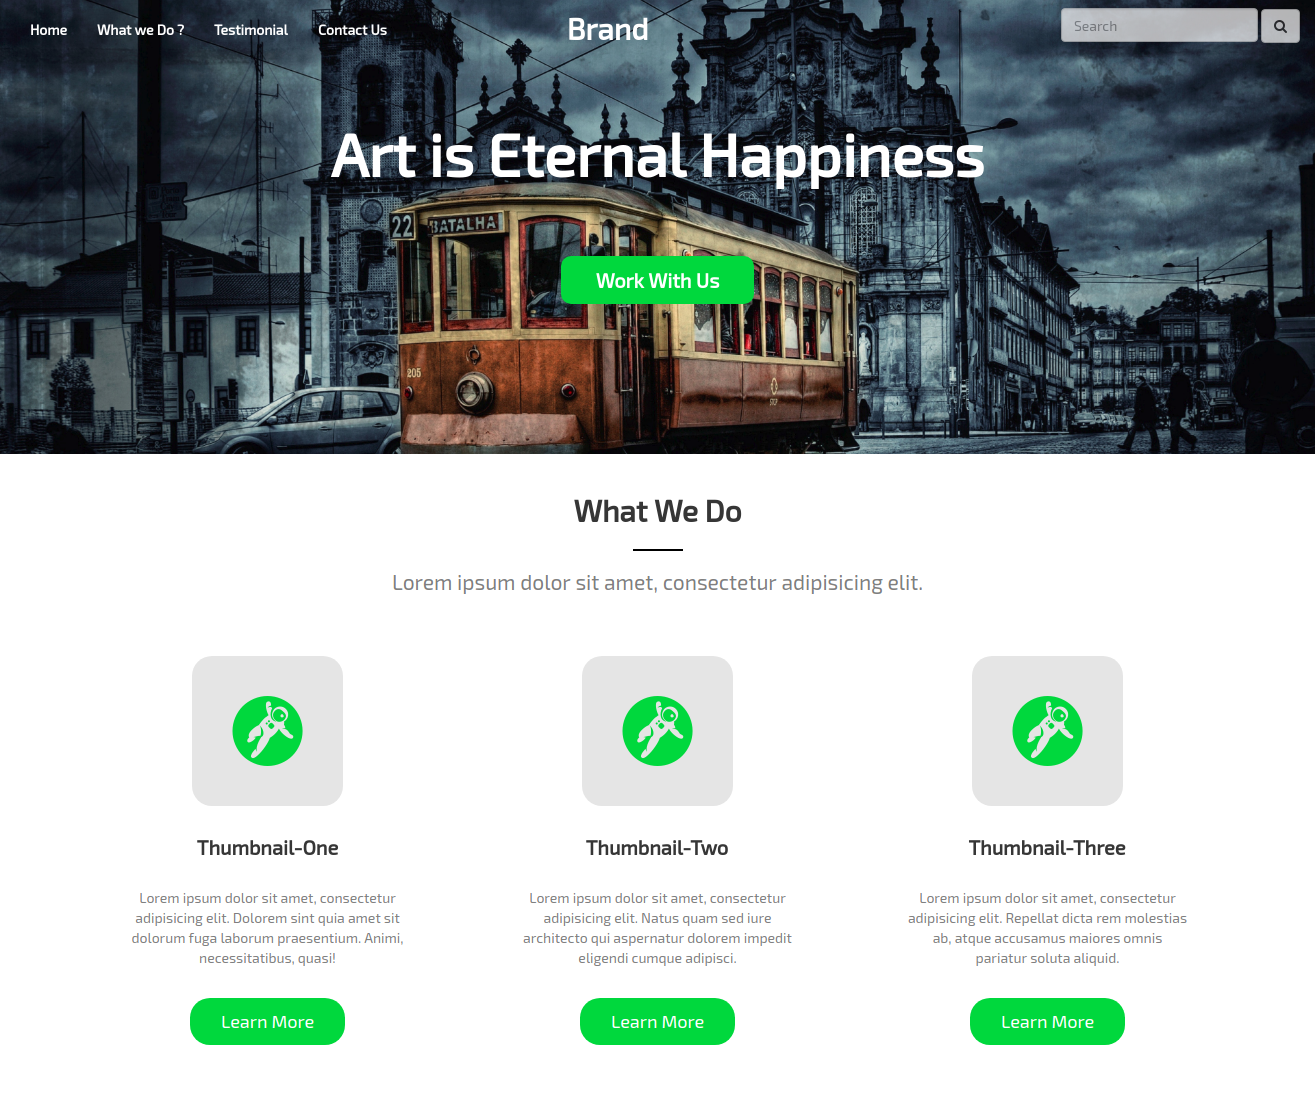 Home What we Do ? Testimonial Contact Us Brand Search
Art is Eternal Happiness
22 BATALHA
Work With Us
205
STOP
What We Do
Lorem ipsum dolor sit amet, consectetur adipisicing elit.
Thumbnail-One
Lorem ipsum dolor sit amet, consectetur
adipisicing elit. Dolorem sint quia amet sit
dolorum fuga laborum praesentium. Animi,
necessitatibus, quasi!
Learn More
Thumbnail-Two
Lorem ipsum dolor sit amet, consectetur
adipisicing elit. Natus quam sed iure
architecto qui aspernatur dolorem impedit
eligendi cumque adipisci.
Learn More
Thumbnail-Three
Lorem ipsum dolor sit amet, consectetur
adipisicing elit. Repellat dicta rem molestias
ab, atque accusamus maiores omnis
pariatur soluta aliquid.
Learn More